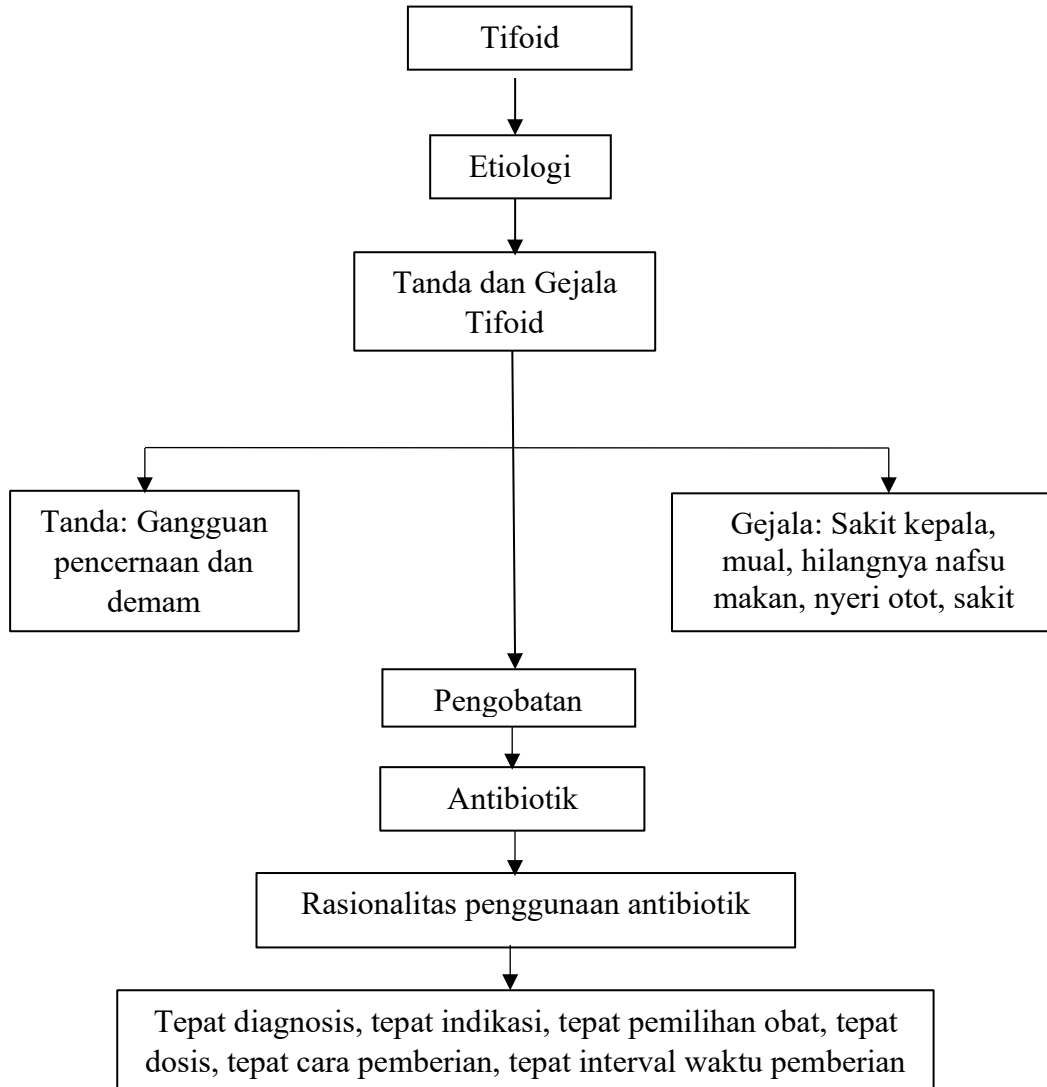 Tifoid
Etiologi
Tanda dan Gejala
Tifoid
Tanda: Gangguan
pencernaan dan
demam
Gejala: Sakit kepala,
mual, hilangnya nafsu
makan, nyeri otot, sakit
Pengobatan
Antibiotik
Rasionalitas penggunaan antibiotik
Tepat diagnosis, tepat indikasi, tepat pemilihan obat, tepat
dosis, tepat cara pemberian, tepat interval waktu pemberian